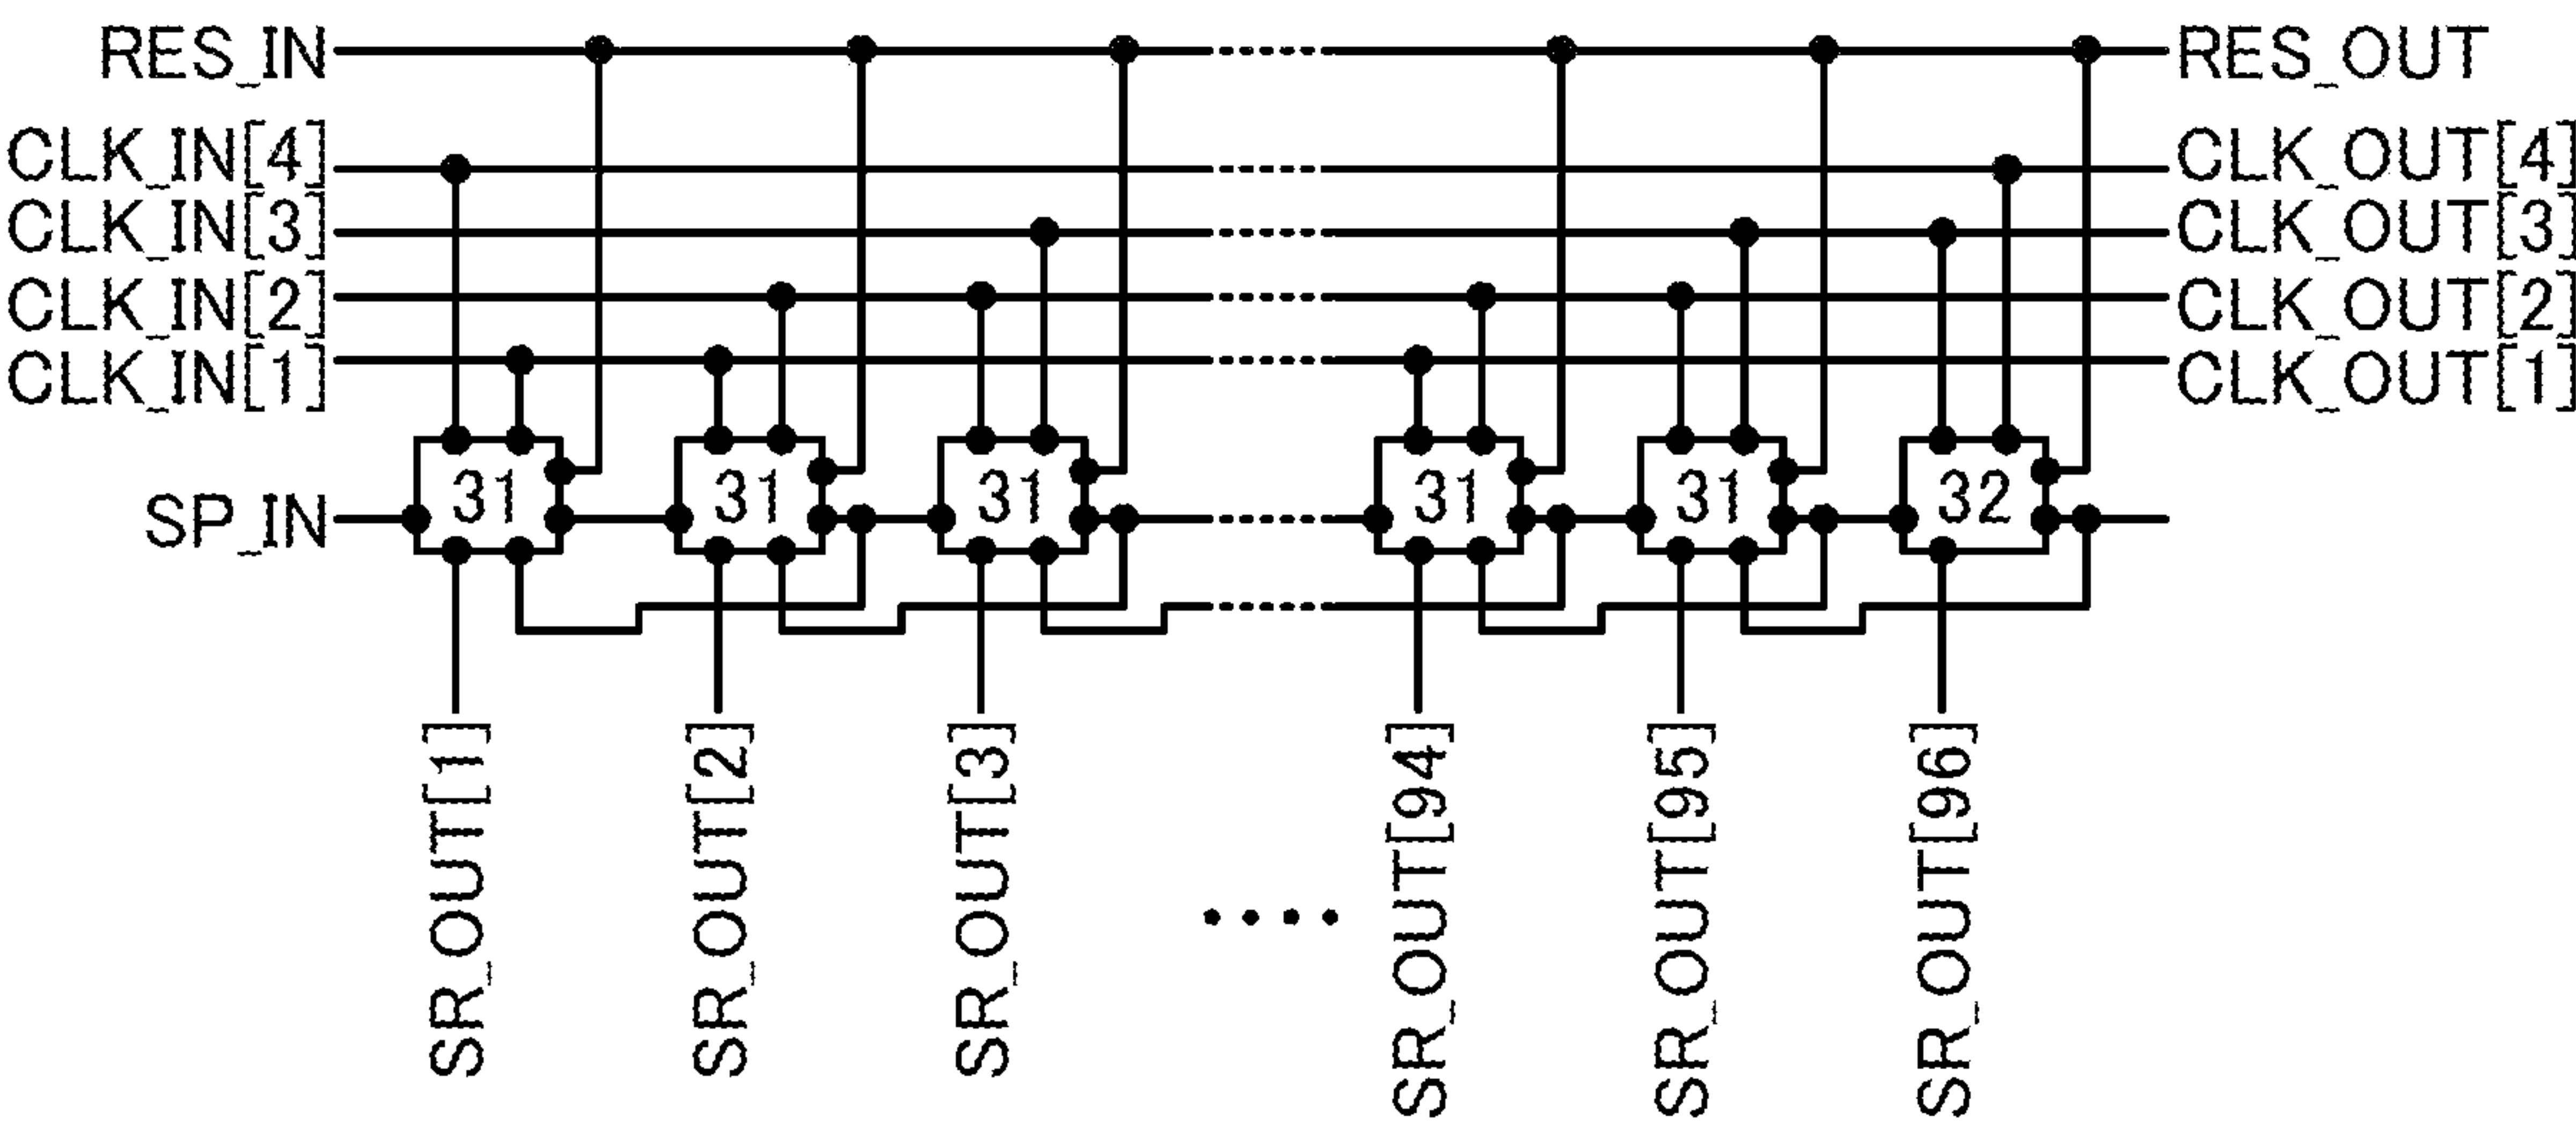 RES_IN
RES_OUT
CLK_IN[4]
CLK_OUT[4]
CLK_IN[3]
CLK_OUT[3]
CLK_IN[2]
CLK_OUT[2]
CLK_IN[1]
CLK_OUT[1]
SP_IN
31
31
31
31
31
32
SR_OUT[1]
SR_OUT[2]
SR_OUT[3]
SR_OUT[94]
SR_OUT[95]
SR_OUT[96]